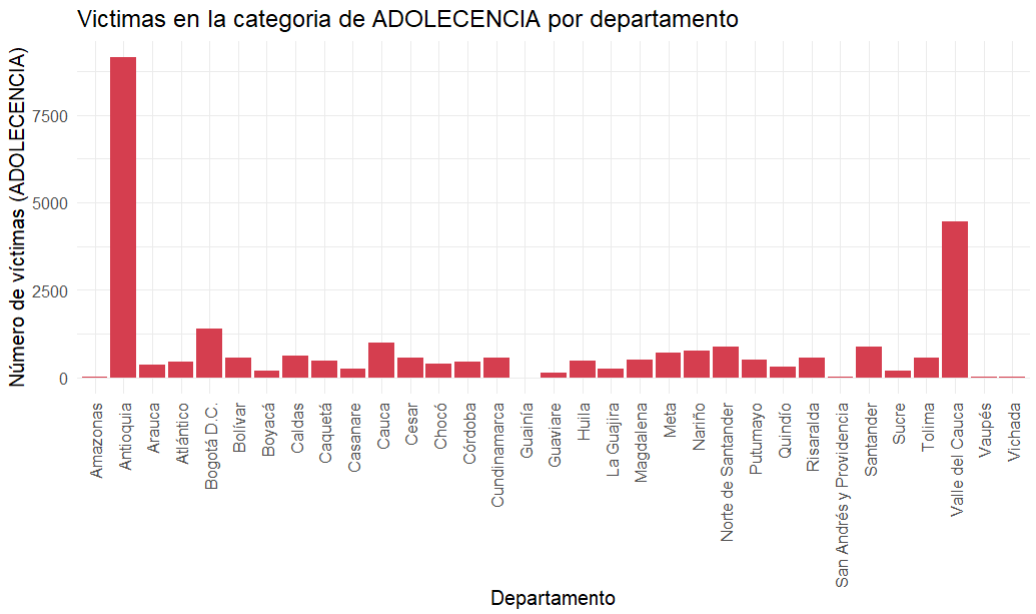 Victimas en la categoria de ADOLECENCIA por departamento
Número de víctimas (ADOLECENCIA)
7500
5000
2500
0
Amazonas
Antioquia
Arauca
Atlántico
Bogotá D.C.
Bolívar
Boyacá
Caldas
Caquetá
Casanare
Cauca
Cesar
Chocó
Córdoba
Cundinamarca
Guainía
Guaviare
Huila
La Guajira
Magdalena
Meta
Nariño
Norte de Santander
Putumayo
Quindío
Risaralda
San Andrés y Providencia
Santander
Sucre
Tolima
Valle del Cauca
Vaupés
Vichada
Departamento